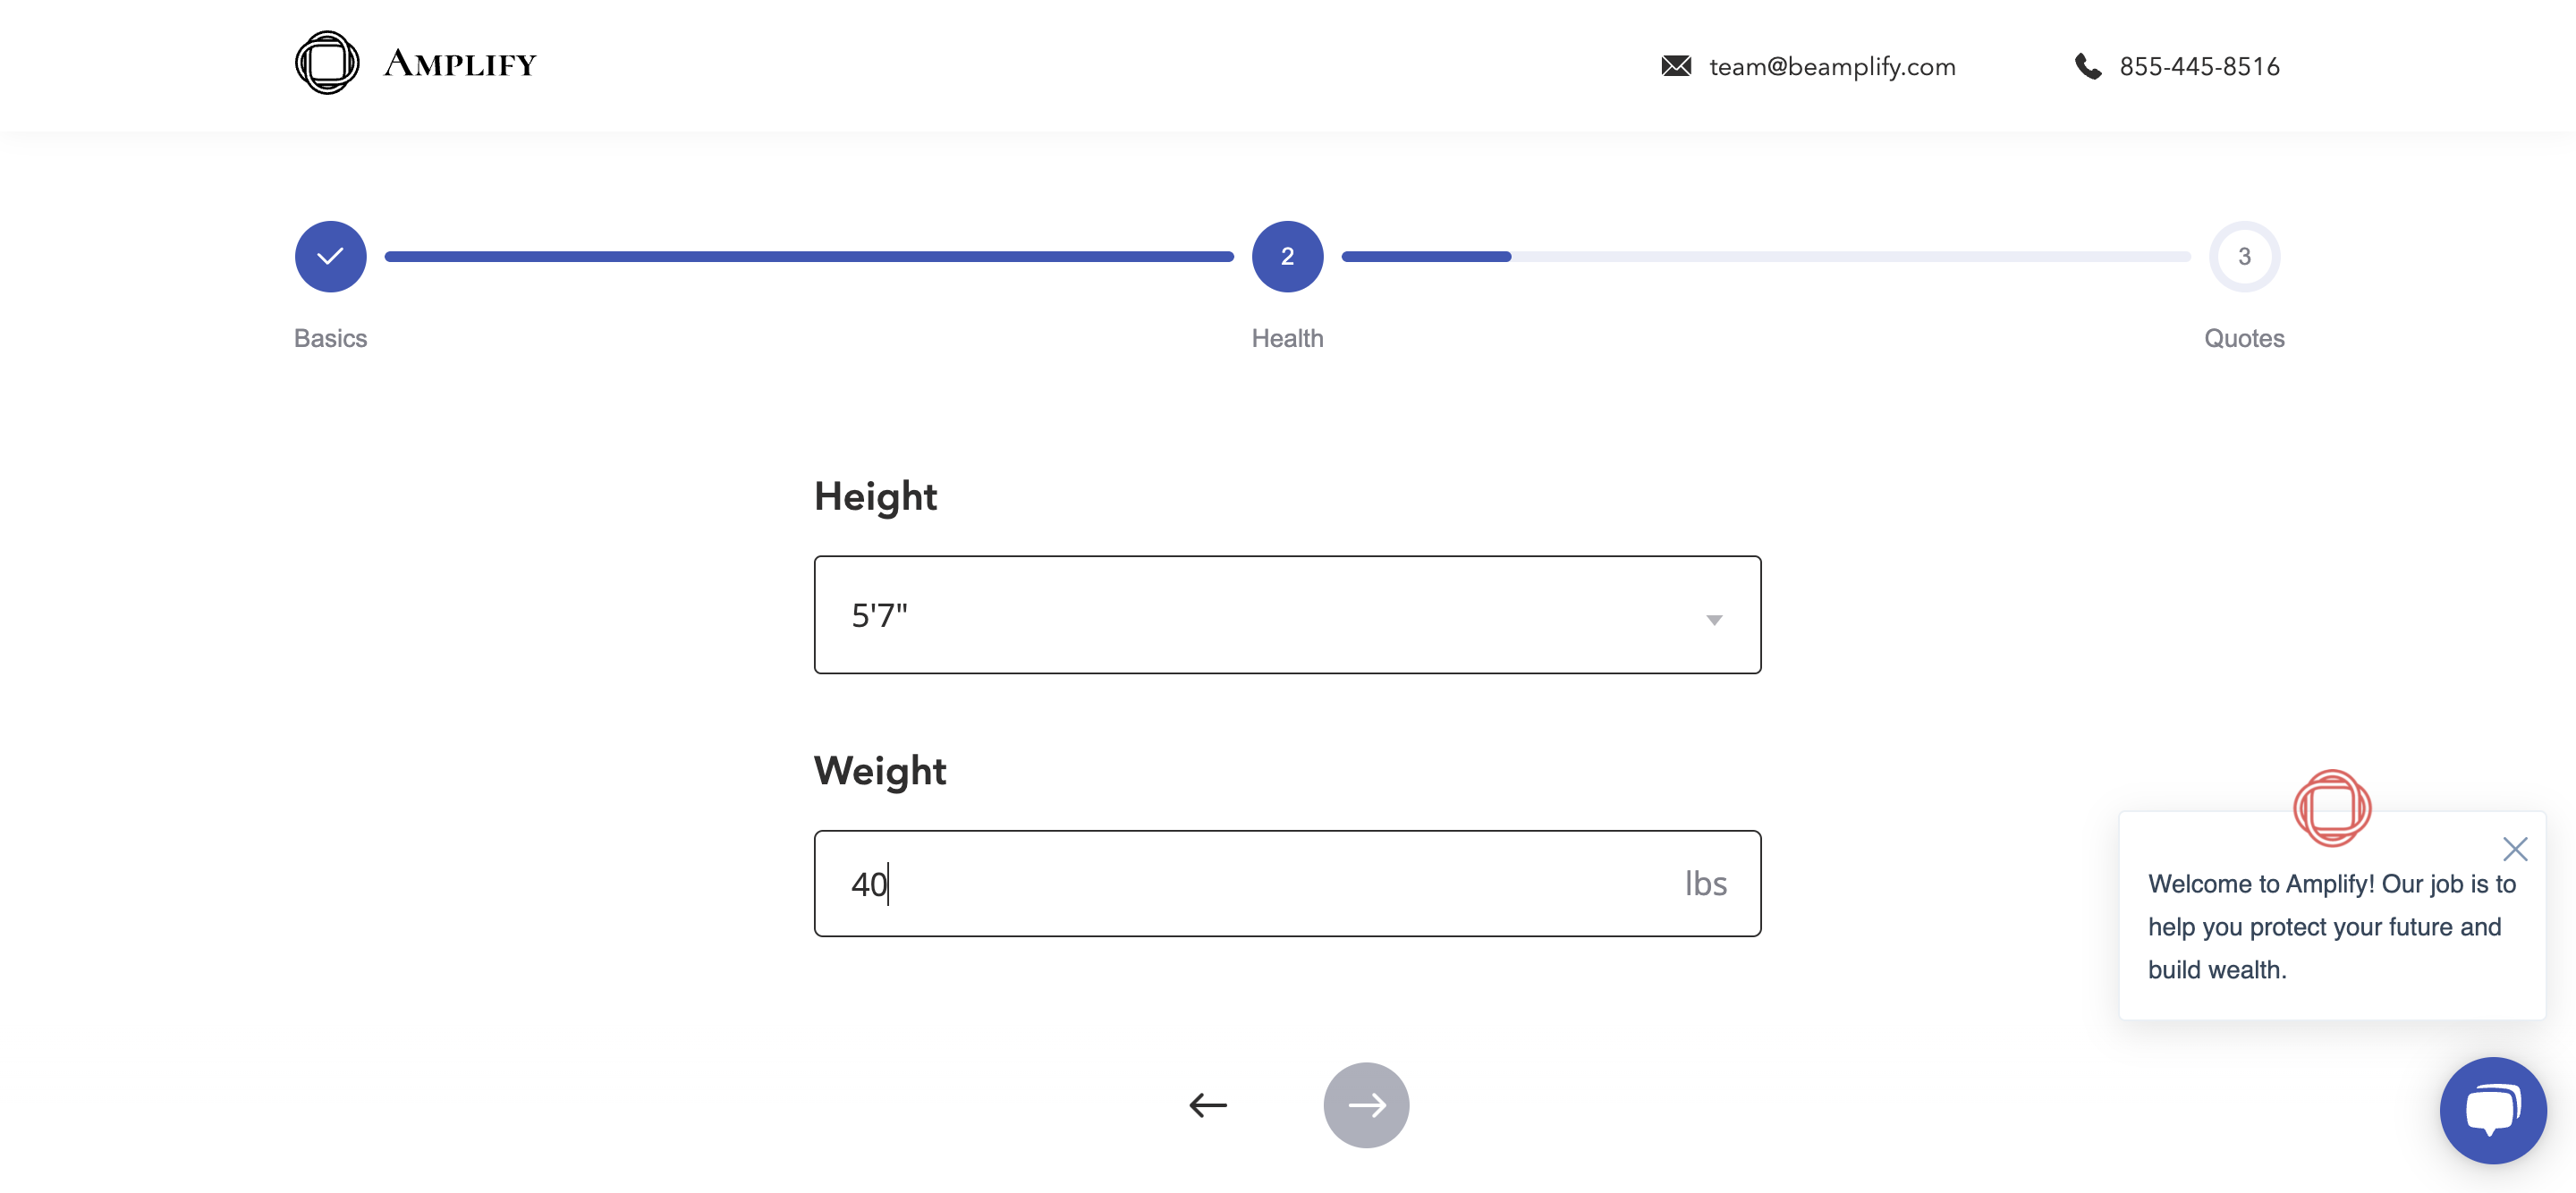 AMPLIFY
team@beamplify.com
855-445-8516
2
3
Basics
Health
Quotes
Height
5'7"
Weight
40
lbs
Welcome to Amplify! Our job is to
help you protect your future and
build wealth.